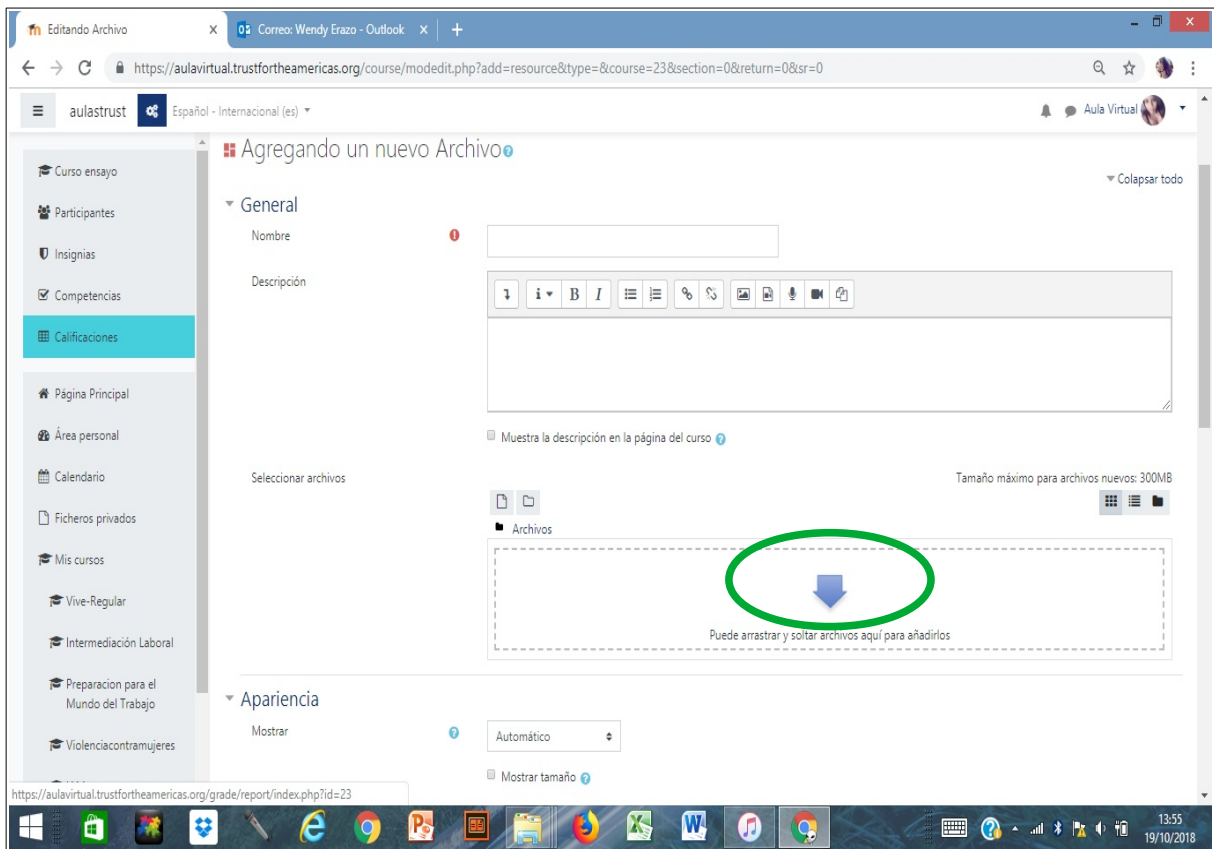 Editando Archivo
Correo: Wendy Erazo - Outlook
https://aulavirtual.trustfortheamericas.org/course/modedit.php?add=resource&type=&course=23&section=0&return=0&sr=0
aulastrust
Español - Internacional (es)
Aula Virtual
Curso ensayo
Participantes
Insignias
Competencias
Calificaciones
Página Principal
Área personal
Calendario
Ficheros privados
Mis cursos
Vive-Regular
Intermediación Laboral
Preparacion para el
Mundo del Trabajo
Violenciacontramujeres
Agregando un nuevo Archivo
Colapsar todo
General
Nombre
Descripción
Muestra la descripción en la página del curso
Seleccionar archivos
Tamaño máximo para archivos nuevos: 300MB
Archivos
Puede arrastrar y soltar archivos aquí para añadirlos
Apariencia
Mostrar
Automático
Mostrar tamaño
https://aulavirtual.trustfortheamericas.org/grade/report/index.php?id=23
13:55
19/10/2018